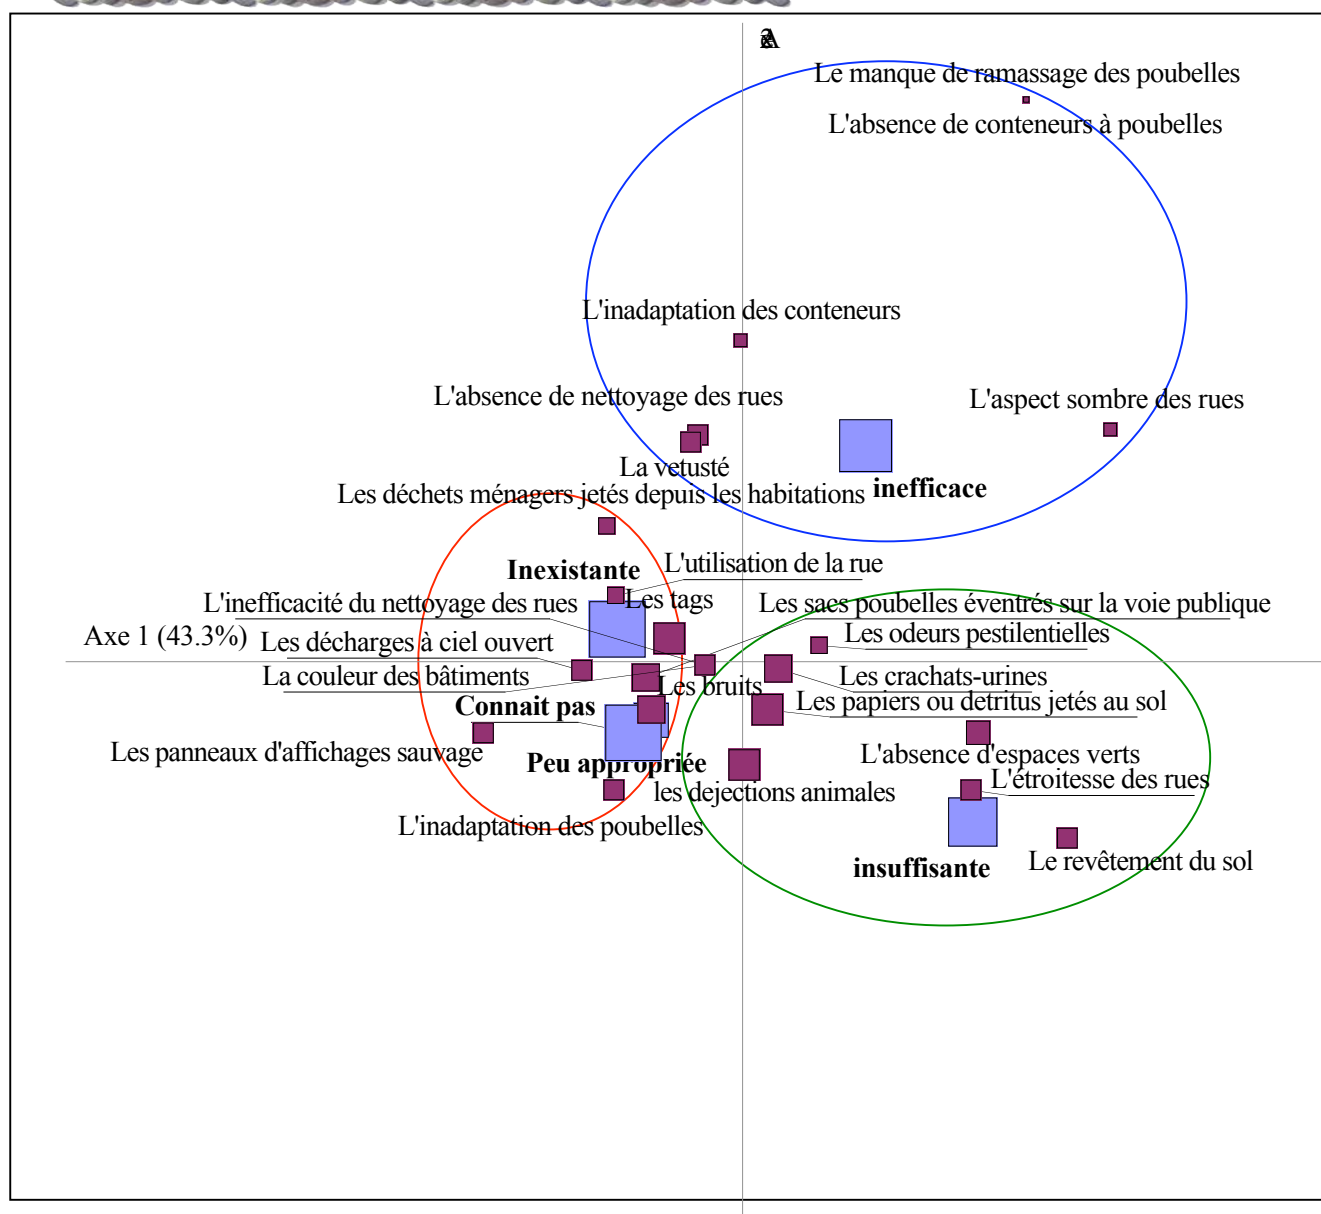 Le manque de ramassage des poubelles
L'absence de conteneurs à poubelles
L'inadaptation des conteneurs
L'absence de nettoyage des rues
L'aspect sombre des rues
La vetusté
Les déchets ménagers jetés depuis les habitations
inefficace
Inexistante
L'utilisation de la rue
L'inefficacité du nettoyage des rues
Les tags
Les sacs poubelles éventrés sur la voie publique
Axe 1 (43.3%)
Les décharges à ciel ouvert
Les odeurs pestilentielles
La couleur des bâtiments
Les bruits
Les crachats-urines
Connait pas
Les papiers ou detritus jetés au sol
Les panneaux d'affichages sauvage
Peu appropriée
L'absence d'espaces verts
L'étroitesse des rues
les dejections animales
L'inadaptation des poubelles
insuffisante
Le revêtement du sol